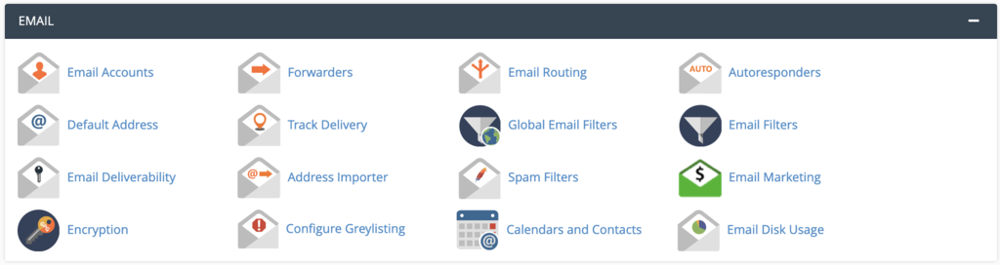 EMAIL
Email Accounts
Forwarders
Email Routing
AUTO
Autoresponders
@
Default Address
Track Delivery
Global Email Filters
Email Filters
Email Deliverability
@
Address Importer
Spam Filters
$
Email Marketing
Encryption
!
Configure Greylisting
@
Calendars and Contacts
Email Disk Usage